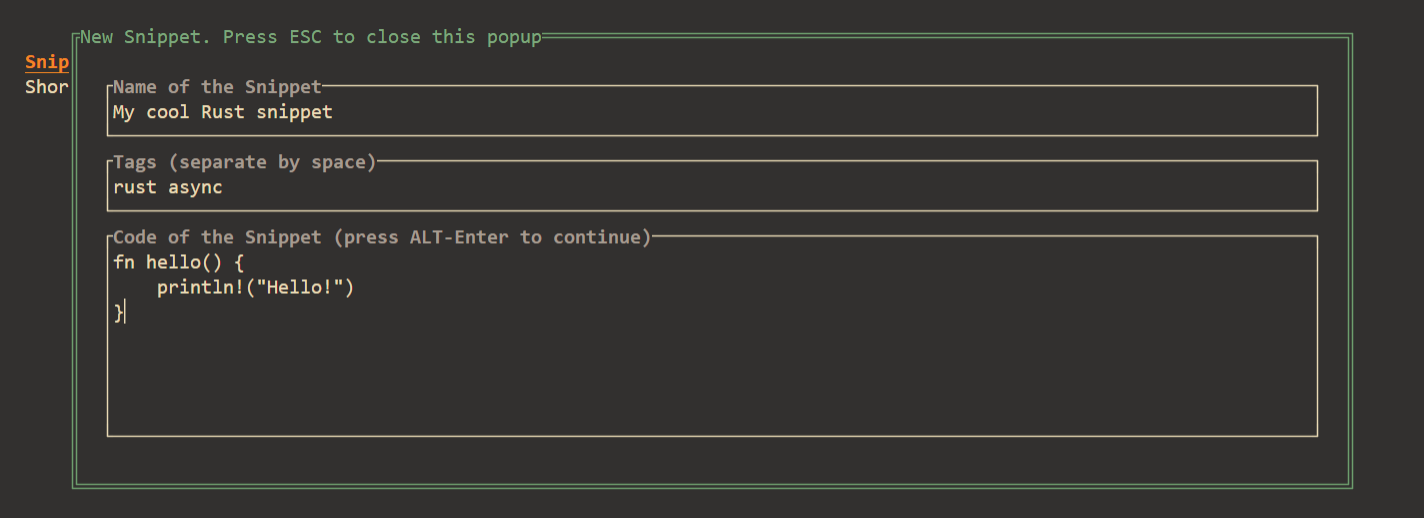 New Snippet. Press ESC to close this popup
Snip
Shor
Name of the Snippet
My cool Rust snippet
Tags (separate by space)
rust async
Code of the Snippet (press ALT-Enter to continue)
fn hello() {
    println!("Hello!")
}